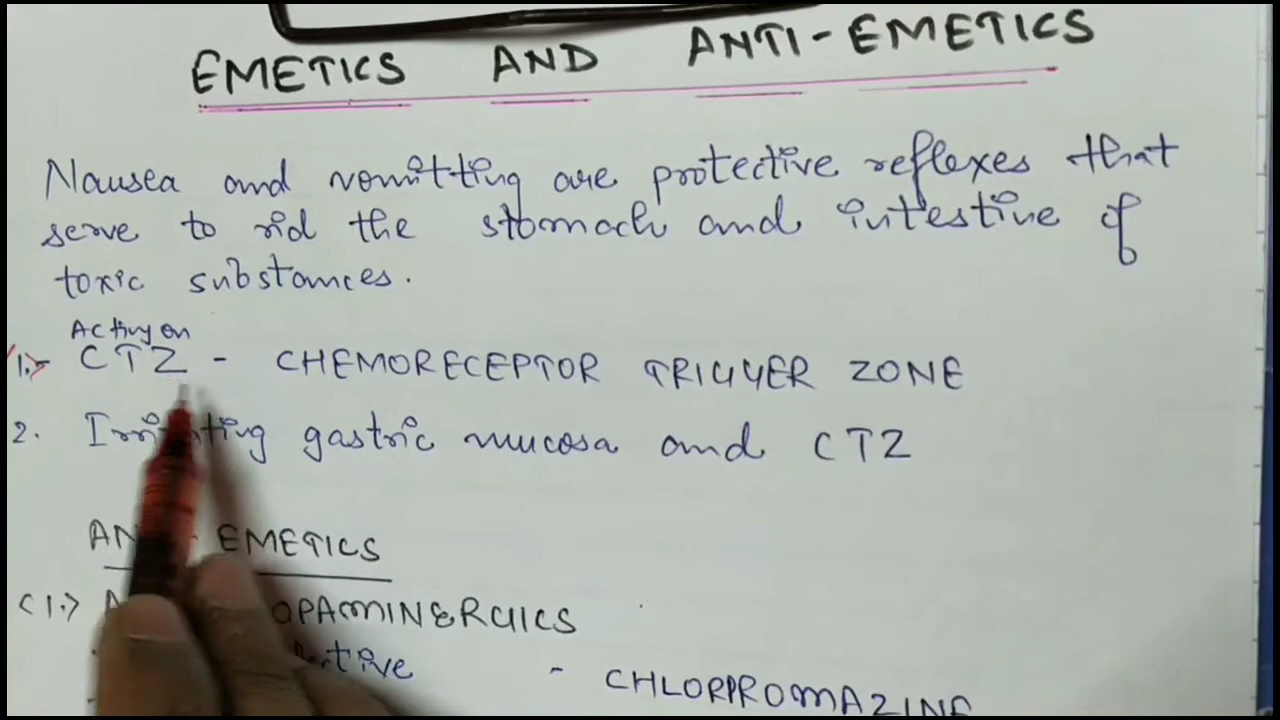 EMETICS AND ANTI-EMETICS
Nausea and vomitting are protective reflexes that
serve to rid the stomach and intestine of
toxic substances.
Acting on
1.) CTZ - CHEMORECEPTOR TRIGGER ZONE
2. Irritating gastric mucosa and CTZ
EMETICS
(1.)
- CHLORPROMAZINE